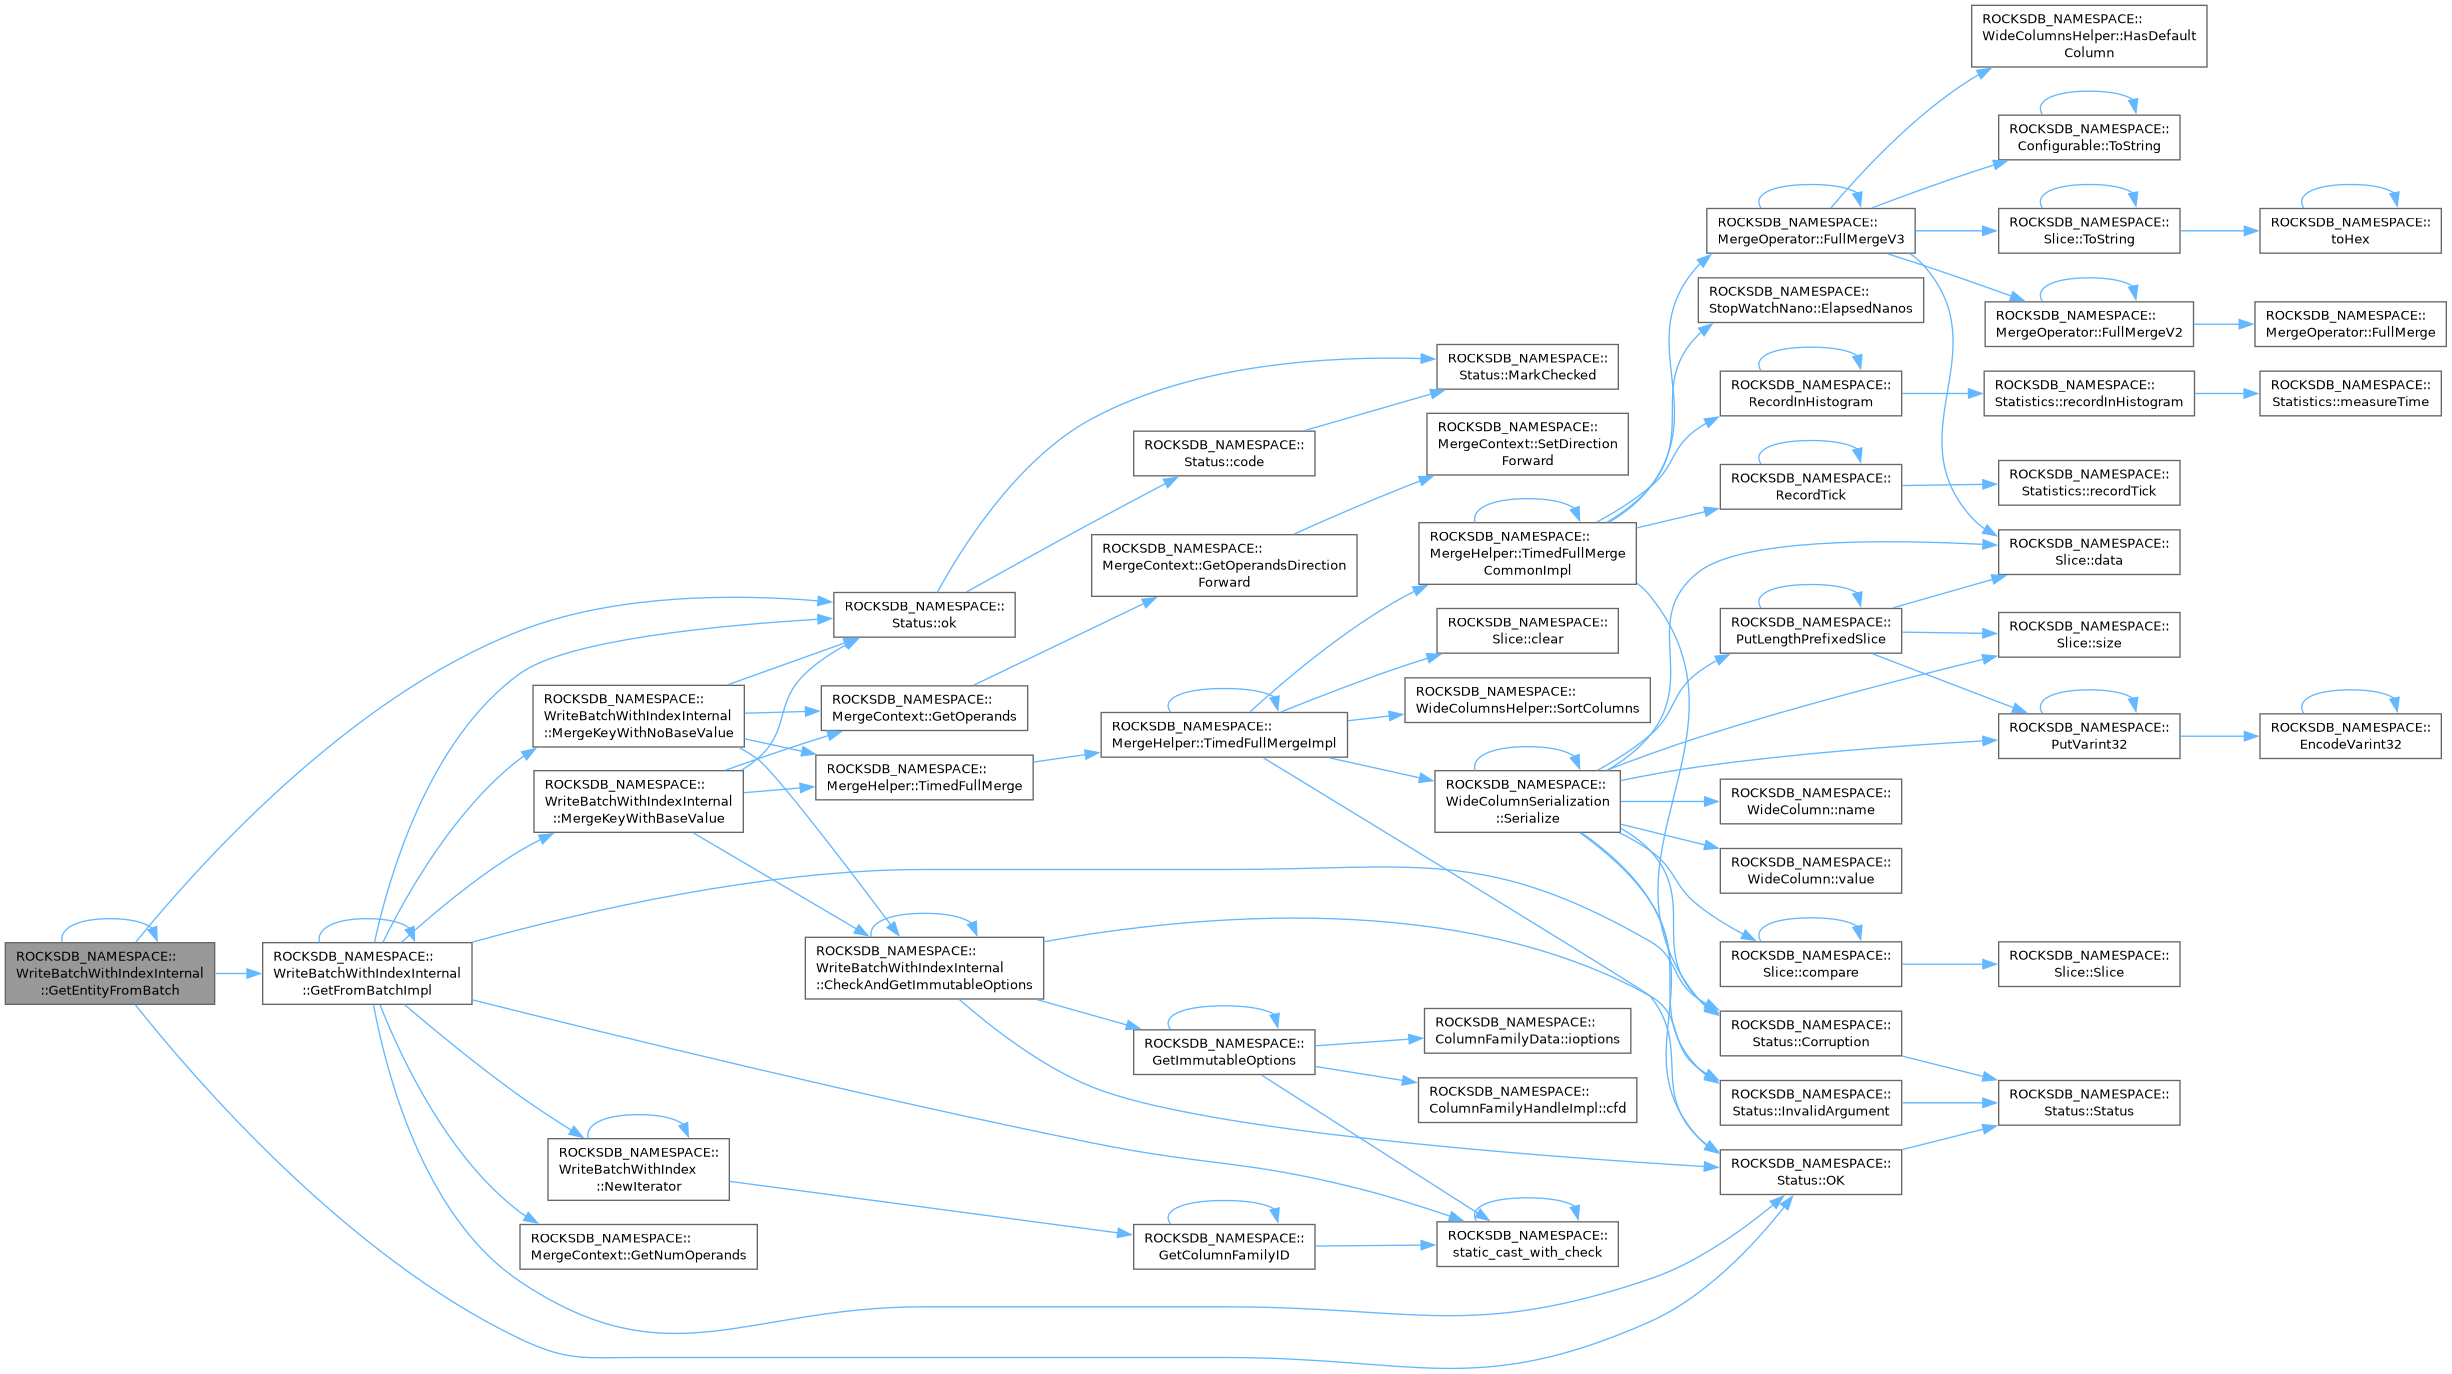 ROCKSDB_NAMESPACE::
WriteBatchWithIndexInternal
::GetEntityFromBatch
ROCKSDB_NAMESPACE::
WriteBatchWithIndexInternal
::GetFromBatchImpl
ROCKSDB_NAMESPACE::
WriteBatchWithIndexInternal
::MergeKeyWithNoBaseValue
ROCKSDB_NAMESPACE::
WriteBatchWithIndexInternal
::MergeKeyWithBaseValue
ROCKSDB_NAMESPACE::
WriteBatchWithIndex
::NewIterator
ROCKSDB_NAMESPACE::
MergeContext::GetNumOperands
ROCKSDB_NAMESPACE::
Status::ok
ROCKSDB_NAMESPACE::
MergeContext::GetOperands
ROCKSDB_NAMESPACE::
MergeHelper::TimedFullMerge
ROCKSDB_NAMESPACE::
WriteBatchWithIndexInternal
::CheckAndGetImmutableOptions
ROCKSDB_NAMESPACE::
Status::code
ROCKSDB_NAMESPACE::
MergeContext::GetOperandsDirection
Forward
ROCKSDB_NAMESPACE::
MergeHelper::TimedFullMergeImpl
ROCKSDB_NAMESPACE::
GetImmutableOptions
ROCKSDB_NAMESPACE::
GetColumnFamilyID
ROCKSDB_NAMESPACE::
Status::MarkChecked
ROCKSDB_NAMESPACE::
MergeContext::SetDirection
Forward
ROCKSDB_NAMESPACE::
MergeHelper::TimedFullMerge
CommonImpl
ROCKSDB_NAMESPACE::
Slice::clear
ROCKSDB_NAMESPACE::
WideColumnsHelper::SortColumns
ROCKSDB_NAMESPACE::
WideColumnSerialization
::Serialize
ROCKSDB_NAMESPACE::
ColumnFamilyData::ioptions
ROCKSDB_NAMESPACE::
ColumnFamilyHandleImpl::cfd
ROCKSDB_NAMESPACE::
static_cast_with_check
ROCKSDB_NAMESPACE::
MergeOperator::FullMergeV3
ROCKSDB_NAMESPACE::
StopWatchNano::ElapsedNanos
ROCKSDB_NAMESPACE::
RecordInHistogram
ROCKSDB_NAMESPACE::
RecordTick
ROCKSDB_NAMESPACE::
PutLengthPrefixedSlice
ROCKSDB_NAMESPACE::
WideColumn::name
ROCKSDB_NAMESPACE::
WideColumn::value
ROCKSDB_NAMESPACE::
Slice::compare
ROCKSDB_NAMESPACE::
Status::Corruption
ROCKSDB_NAMESPACE::
Status::InvalidArgument
ROCKSDB_NAMESPACE::
Status::OK
ROCKSDB_NAMESPACE::
WideColumnsHelper::HasDefault
Column
ROCKSDB_NAMESPACE::
Configurable::ToString
ROCKSDB_NAMESPACE::
Slice::ToString
ROCKSDB_NAMESPACE::
MergeOperator::FullMergeV2
ROCKSDB_NAMESPACE::
Statistics::recordInHistogram
ROCKSDB_NAMESPACE::
Statistics::recordTick
ROCKSDB_NAMESPACE::
Slice::data
ROCKSDB_NAMESPACE::
Slice::size
ROCKSDB_NAMESPACE::
PutVarint32
ROCKSDB_NAMESPACE::
Slice::Slice
ROCKSDB_NAMESPACE::
Status::Status
ROCKSDB_NAMESPACE::
toHex
ROCKSDB_NAMESPACE::
MergeOperator::FullMerge
ROCKSDB_NAMESPACE::
Statistics::measureTime
ROCKSDB_NAMESPACE::
EncodeVarint32